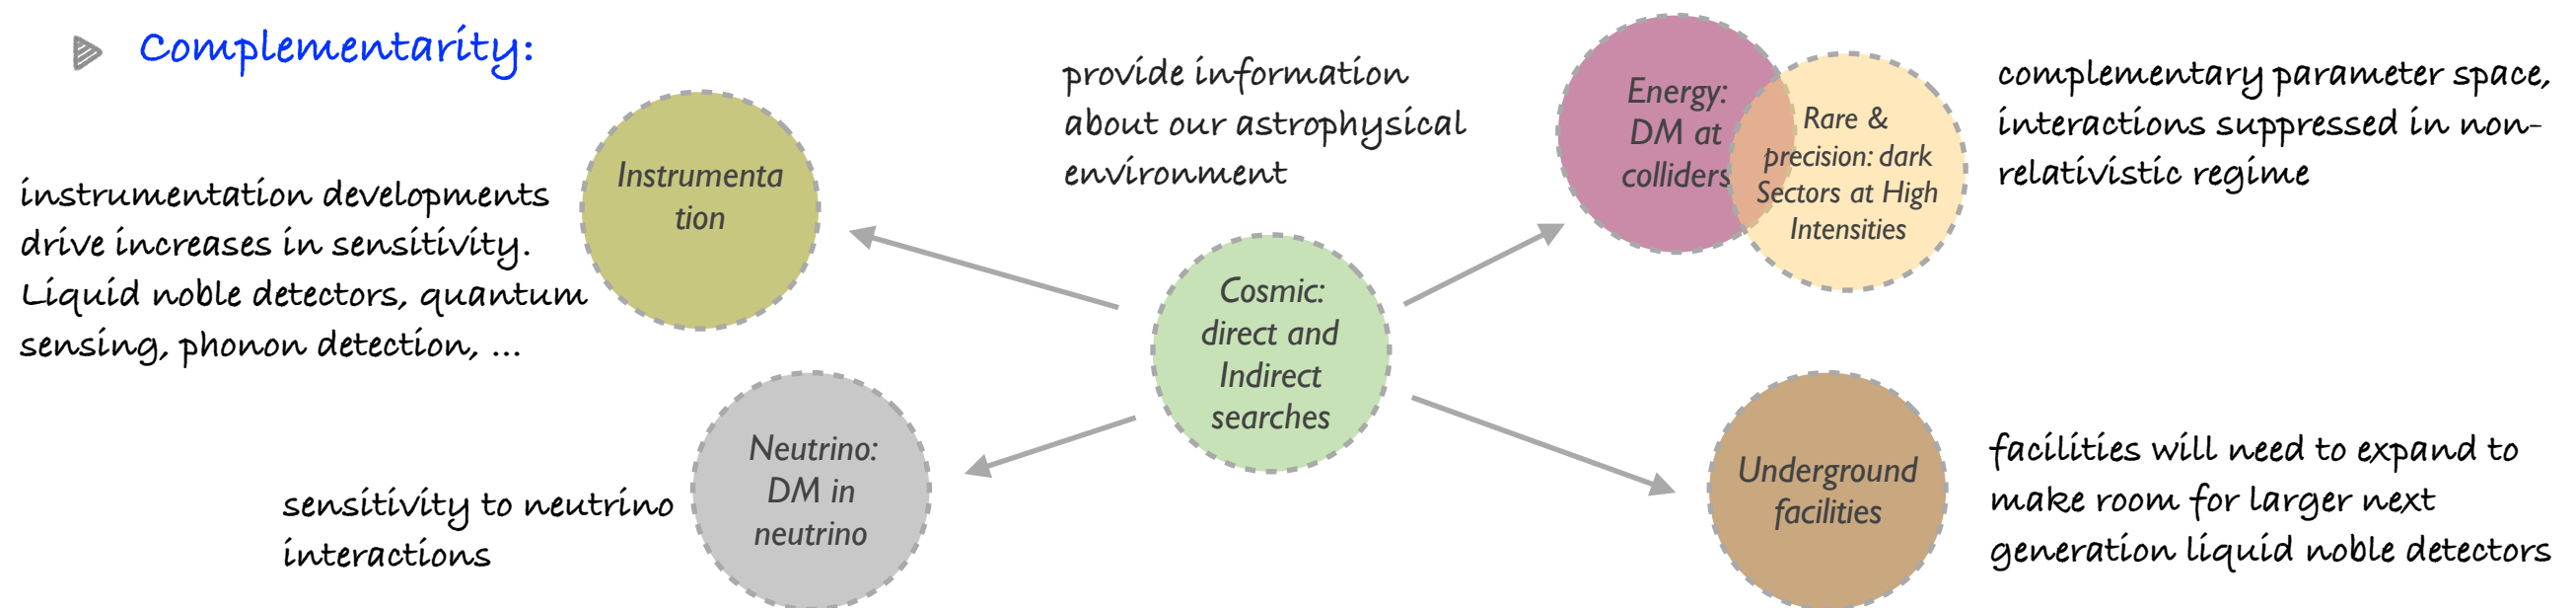 Complementarity:
instrumentation developments
drive increases in sensitivity.
Liquid noble detectors, quantum
sensing, phonon detection, ...
Instrumenta
tion
provide information
about our astrophysical
environment
Energy:
DM at
colliders
Rare &
precision: dark
Sectors at High
Intensities
complementary parameter space,
interactions suppressed in non-
relativistic regime
Cosmic:
direct and
Indirect
searches
sensitivity to neutrino
interactions
Neutrino:
DM in
neutrino
Underground
facilities
facilities will need to expand to
make room for larger next
generation liquid noble detectors